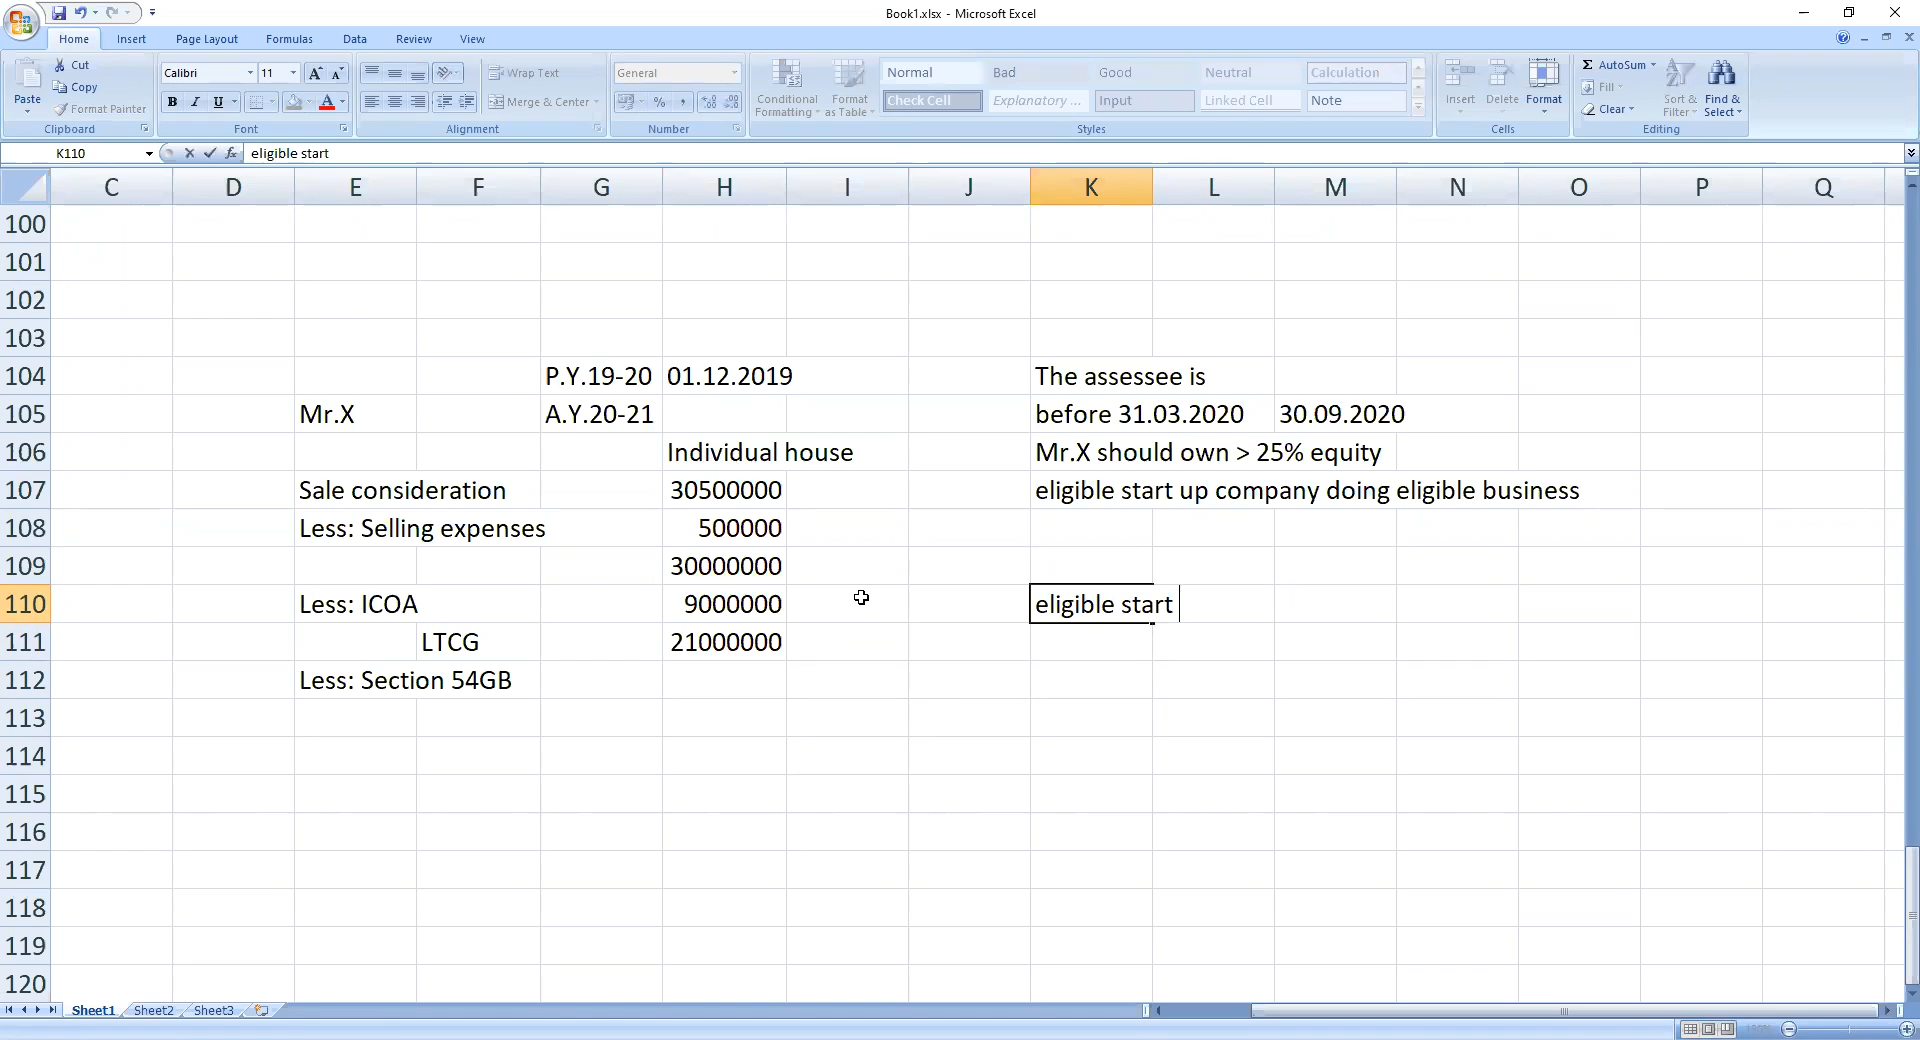 Book1.xlsx - Microsoft Excel
Home Insert Page Layout Formulas Data Review View
Paste Cut Copy Format Painter Clipboard
Calibri 11 B I U A Font
Wrap Text Merge & Center Alignment
General % , Number
Conditional Formatting Format as Table
Normal Bad Good Neutral Calculation
Check Cell Explanatory ... Input Linked Cell Note
Styles
Insert Delete Format Cells
Σ AutoSum Fill Clear Sort & Filter Find & Select Editing
K110 fx eligible start
C D E F G H I J K L M N O P Q
100
101
102
103
104 P.Y.19-20 01.12.2019 The assessee is
105 Mr.X A.Y.20-21 before 31.03.2020 30.09.2020
106 Individual house Mr.X should own > 25% equity
107 Sale consideration 30500000 eligible start up company doing eligible business
108 Less: Selling expenses 500000
109 30000000
110 Less: ICOA 9000000 eligible start
111 LTCG 21000000
112 Less: Section 54GB
113
114
115
116
117
118
119
120
Sheet1 Sheet2 Sheet3